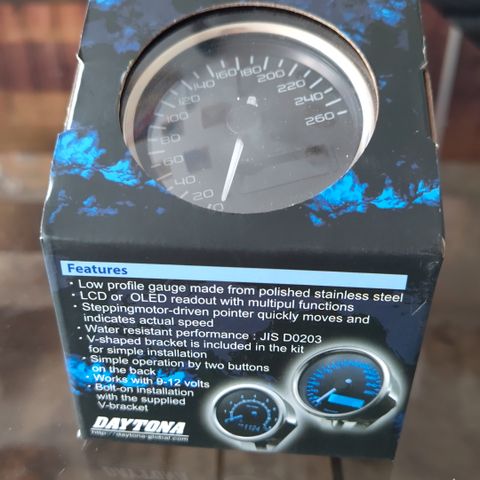 0
20
40
60
80
100
120
140
160
180
200
220
240
260
Features
• Low profile gauge made from polished stainless steel
• LCD or OLED readout with multipul functions
• Steppingmotor-driven pointer quickly moves and
indicates actual speed
• Water resistant performance : JIS D0203
• V-shaped bracket is included in the kit
for simple installation
• Simple operation by two buttons
on the back
• Works with 9-12 volts
• Bolt-on installation
with the supplied
V-bracket
DAYTONA
http://daytona-global.com